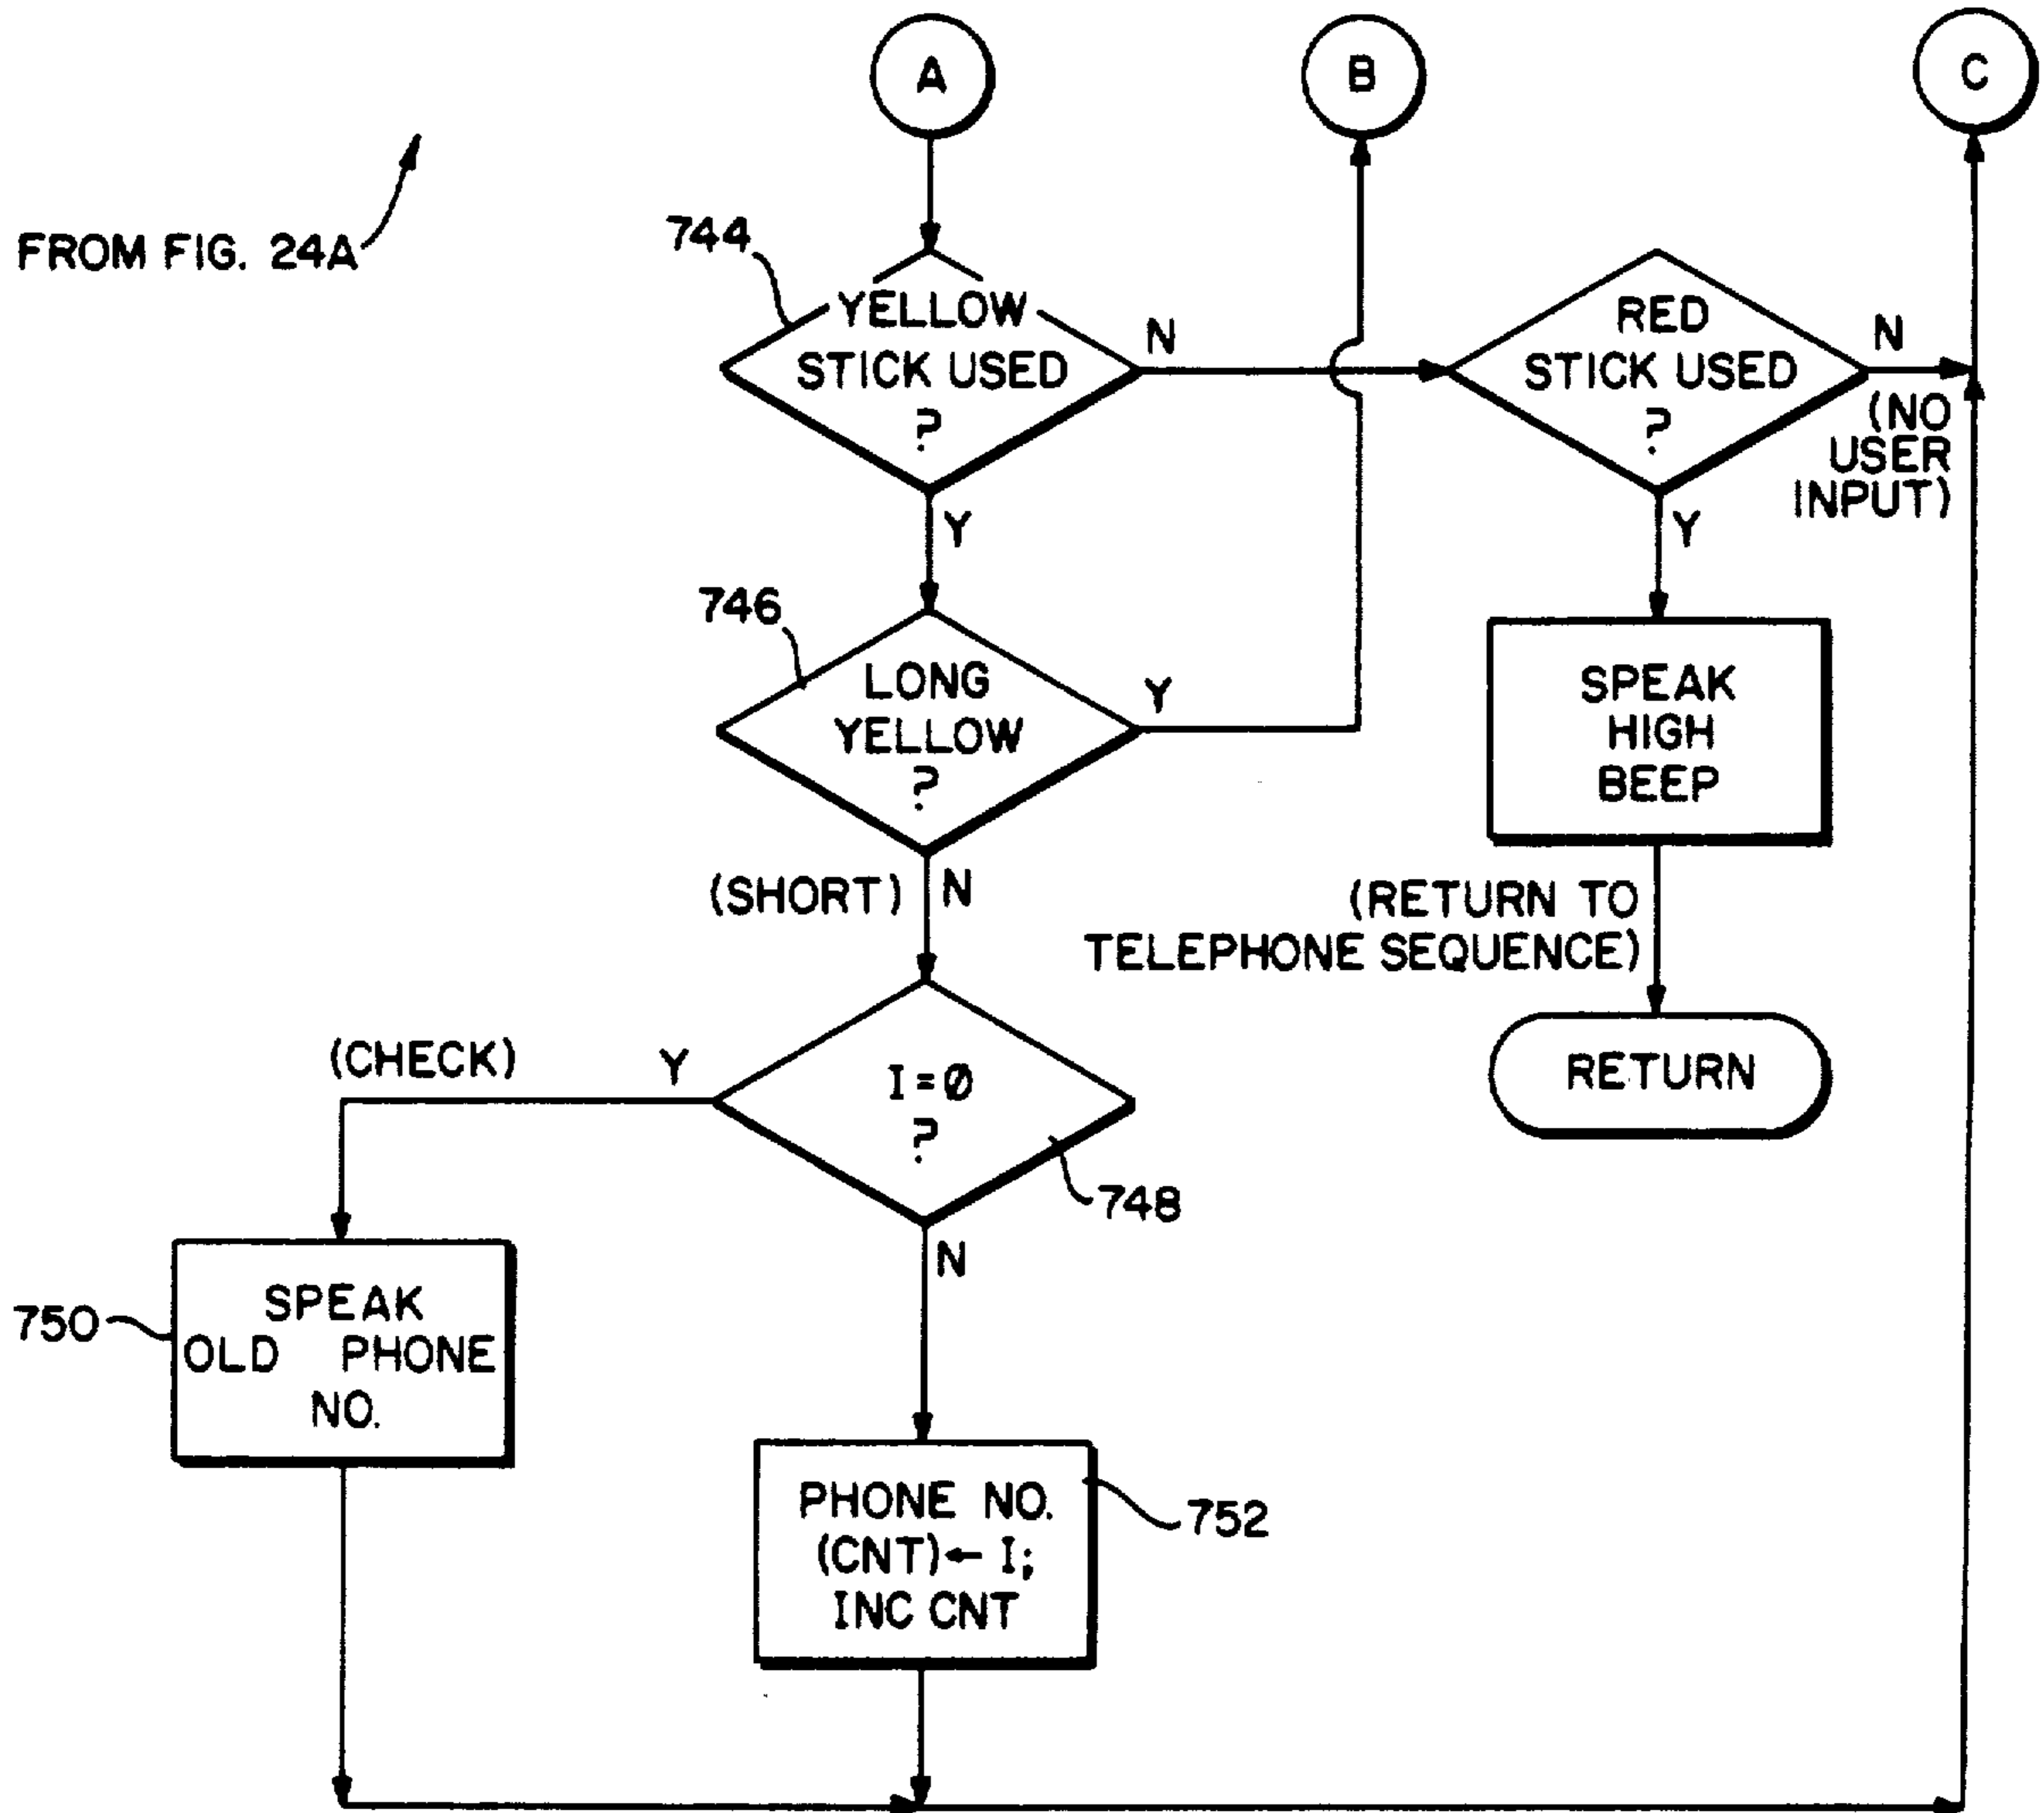 A
B
C
FROM FIG. 24A
744
YELLOW
STICK USED
?
N
RED
STICK USED
?
N
(NO
USER
INPUT)
Y
Y
746
LONG
YELLOW
?
Y
SPEAK
HIGH
BEEP
(SHORT)
N
(RETURN TO
TELEPHONE SEQUENCE)
RETURN
(CHECK)
Y
I=Ø
?
748
N
750
SPEAK
OLD PHONE
NO.
PHONE NO.
(CNT)← I;
INC CNT
752